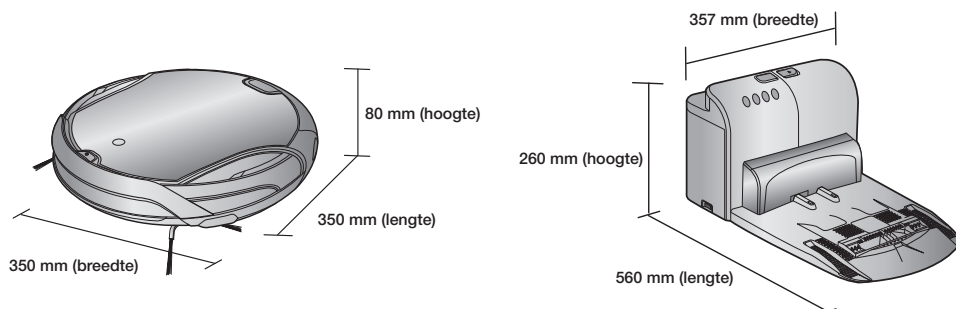 80 mm (hoogte)
350 mm (lengte)
350 mm (breedte)
357 mm (breedte)
260 mm (hoogte)
560 mm (lengte)